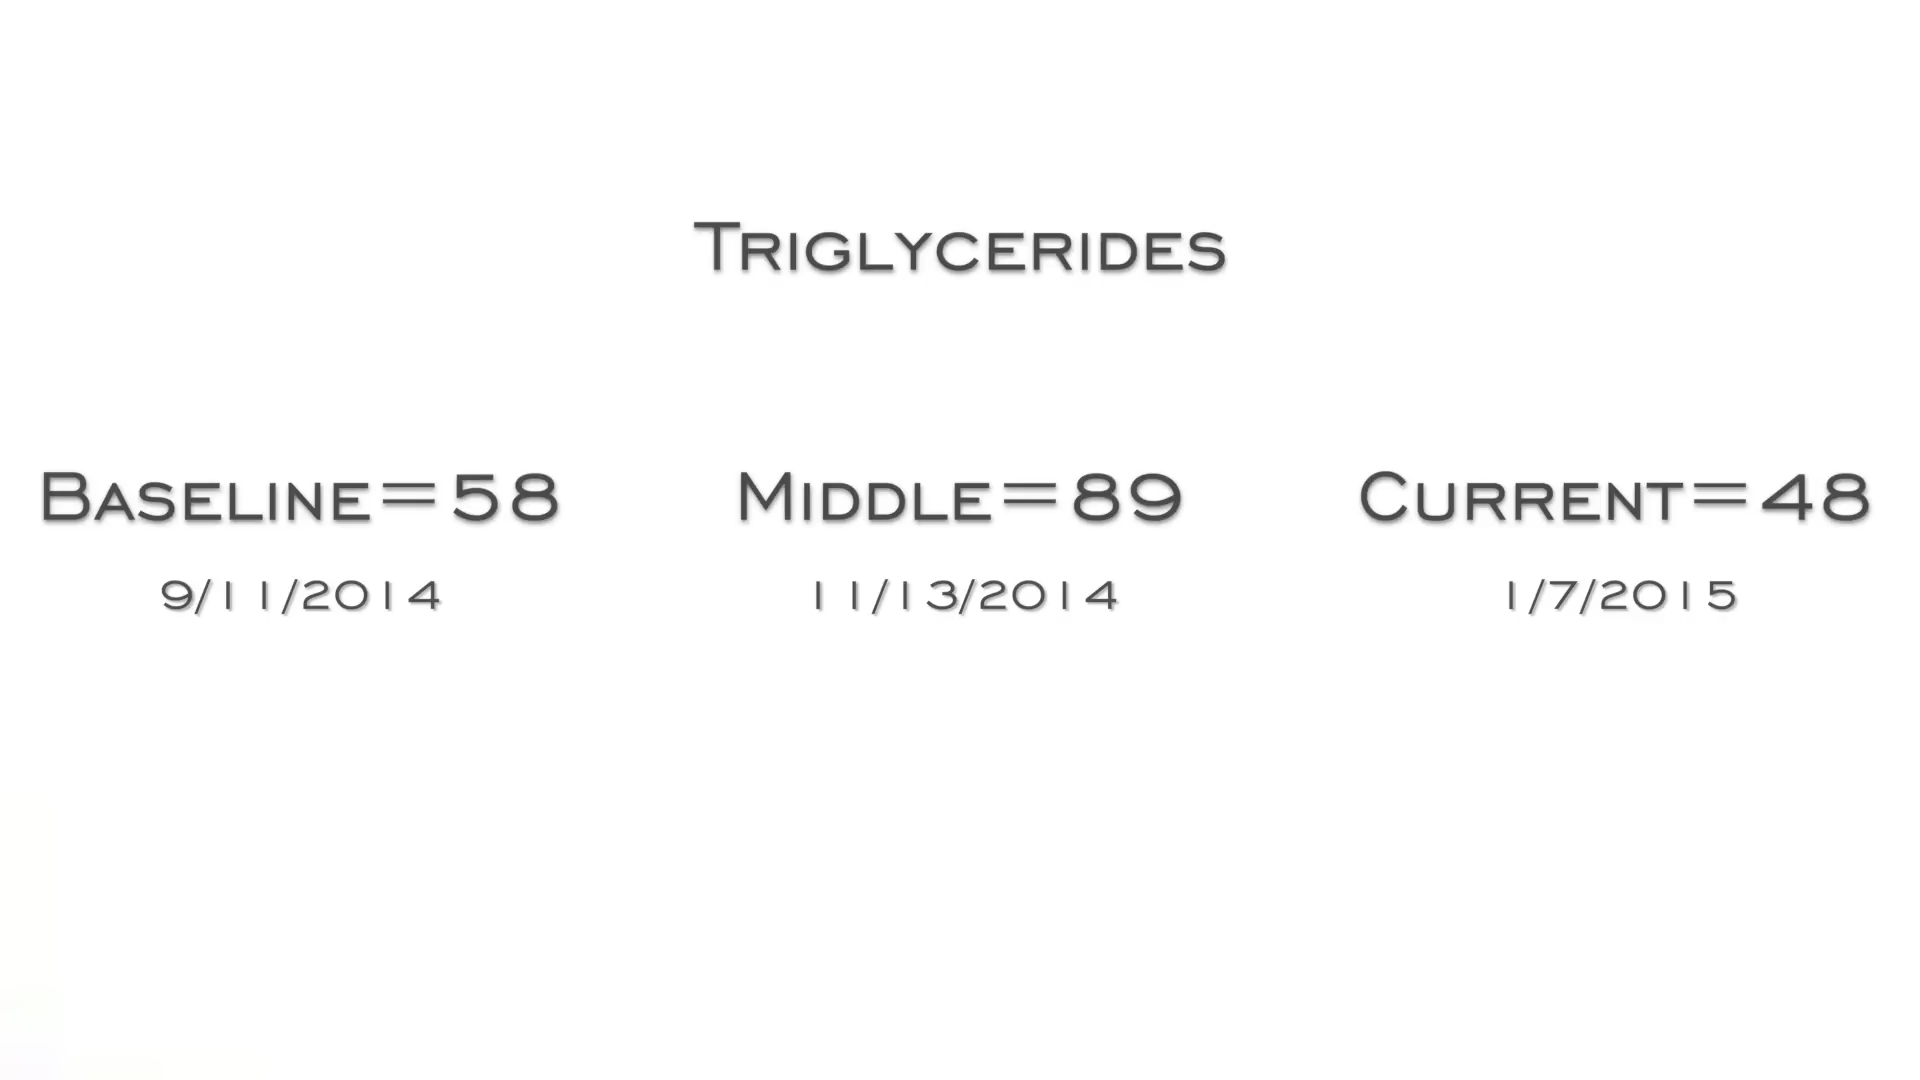 Triglycerides
Baseline=58
9/11/2014
Middle=89
11/13/2014
Current=48
1/7/2015